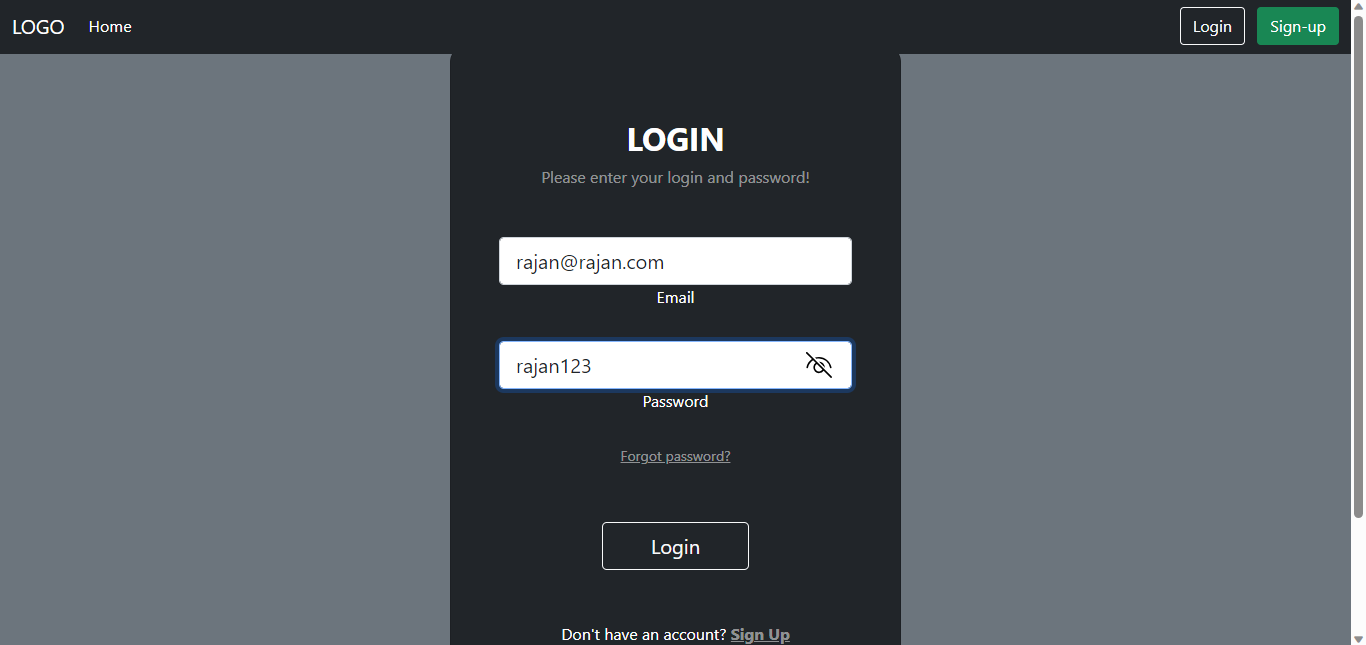 LOGO Home Login Sign-up
LOGIN
Please enter your login and password!
rajan@rajan.com
Email
rajan123
Password
Forgot password?
Login
Don't have an account? Sign Up